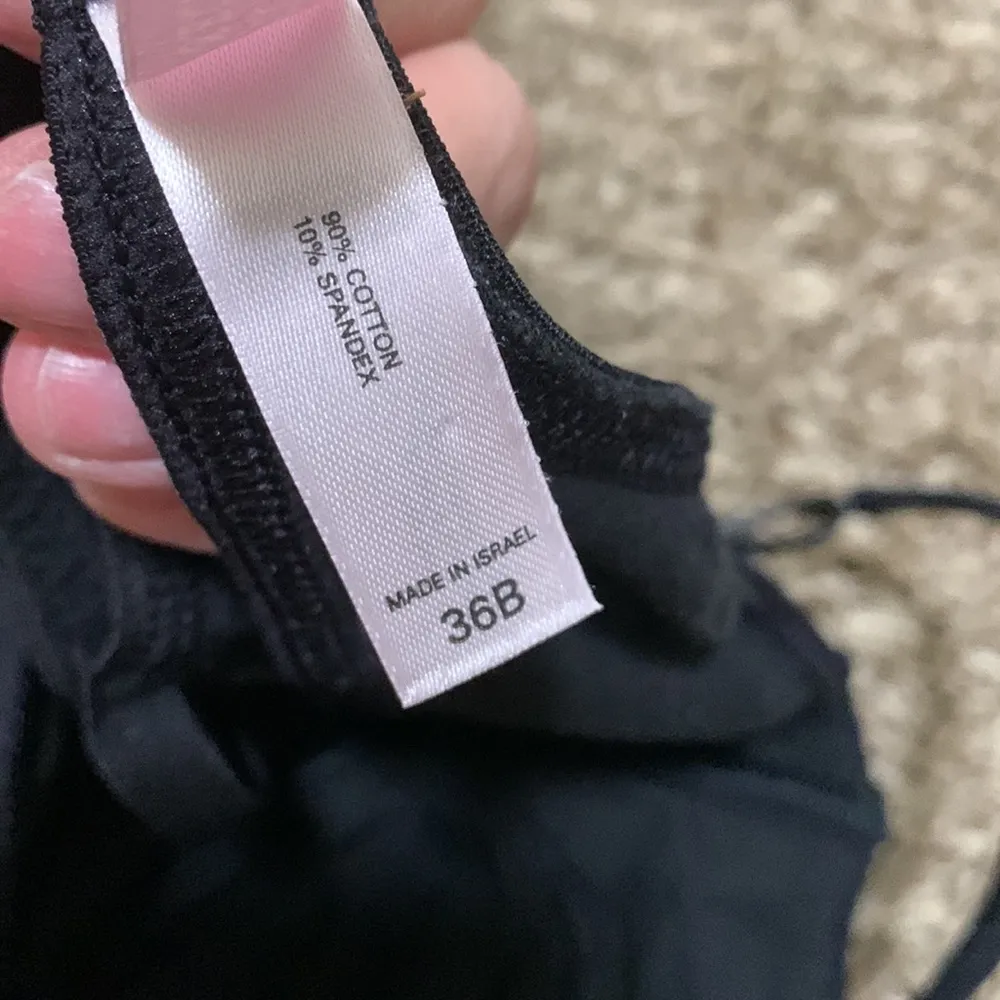 90% COTTON
10% SPANDEX
MADE IN ISRAEL
36B